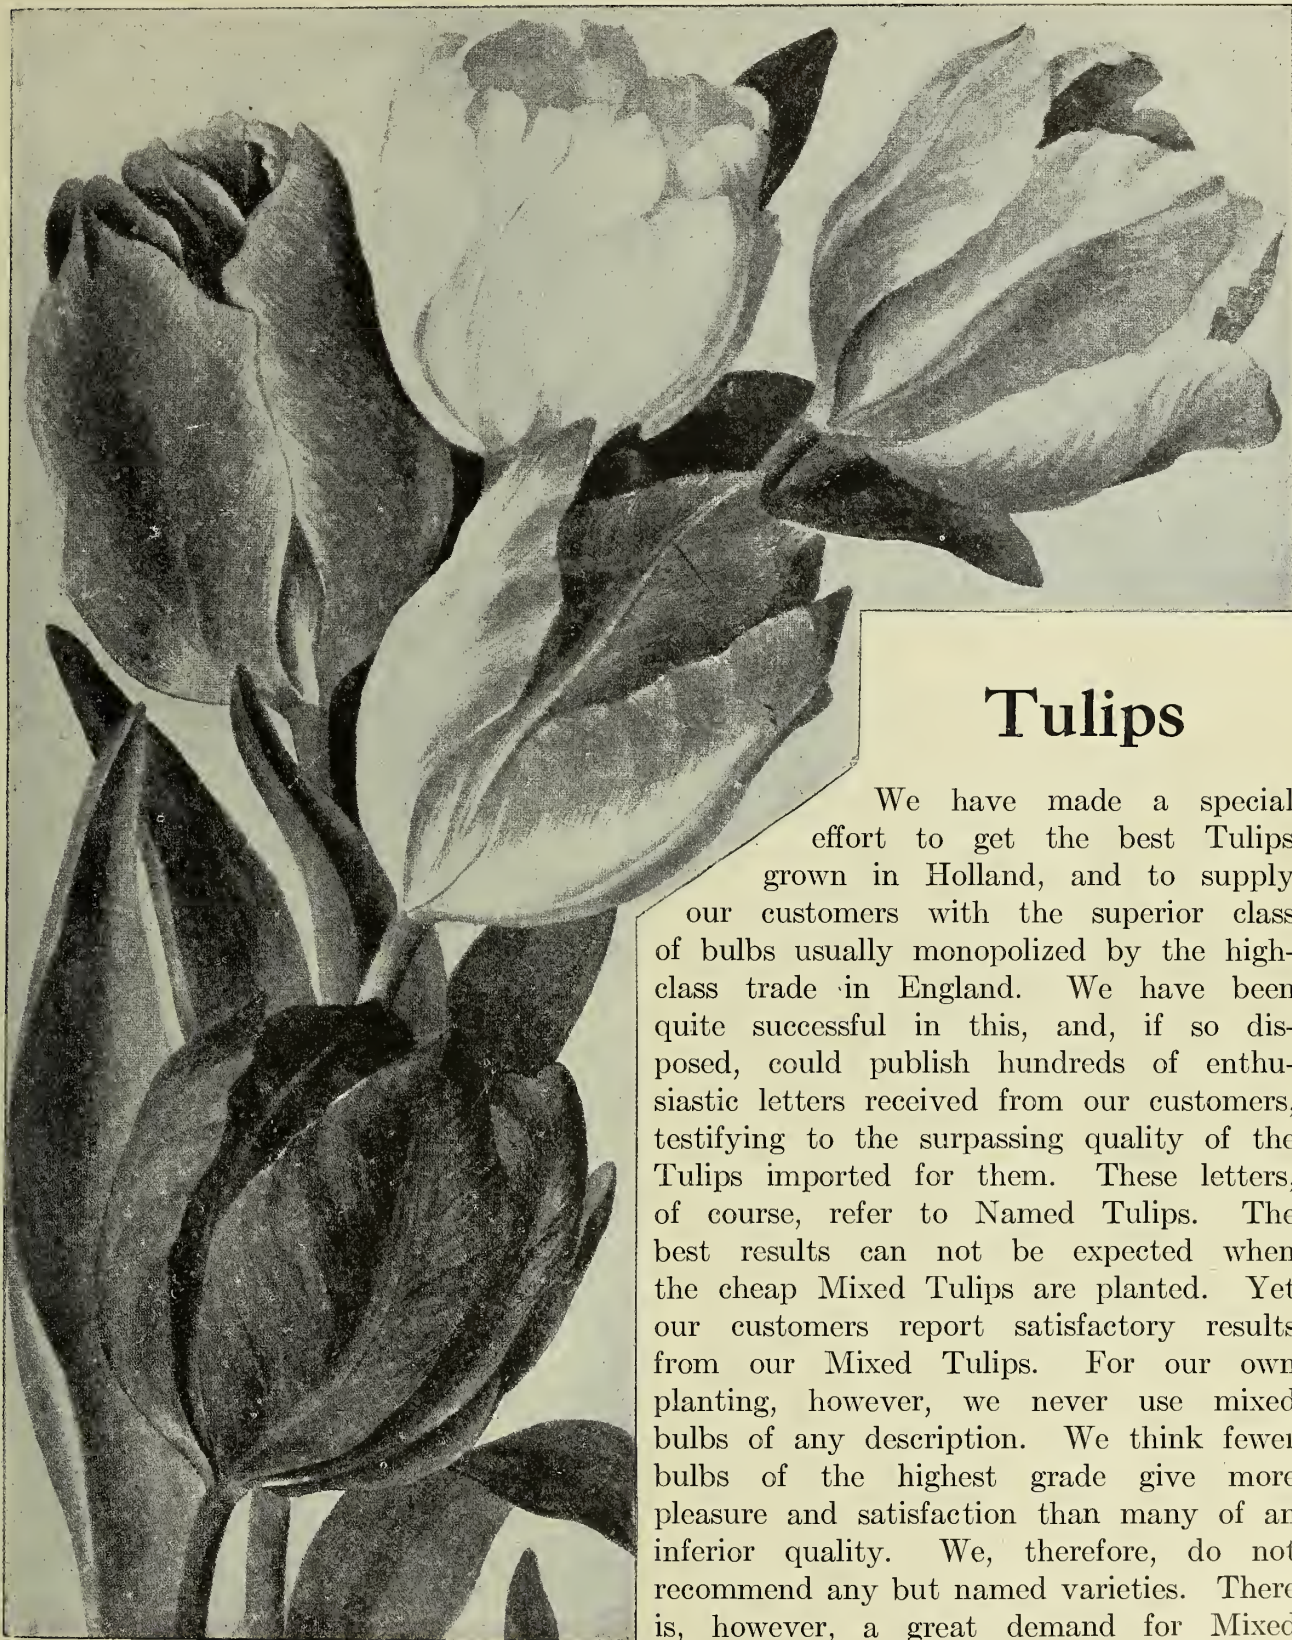 Tulips
We have made a special
effort to get the best Tulips
grown in Holland, and to supply
our customers with the superior class
of bulbs usually monopolized by the high-
class trade in England. We have been
quite successful in this, and, if so dis-
posed, could publish hundreds of enthu-
siastic letters received from our customers,
testifying to the surpassing quality of the
Tulips imported for them. These letters,
of course, refer to Named Tulips. The
best results can not be expected when
the cheap Mixed Tulips are planted. Yet
our customers report satisfactory results
from our Mixed Tulips. For our own
planting, however, we never use mixed
bulbs of any description. We think fewer
bulbs of the highest grade give more
pleasure and satisfaction than many of an
inferior quality. We, therefore, do not
recommend any but named varieties. There
is, however, a great demand for Mixed